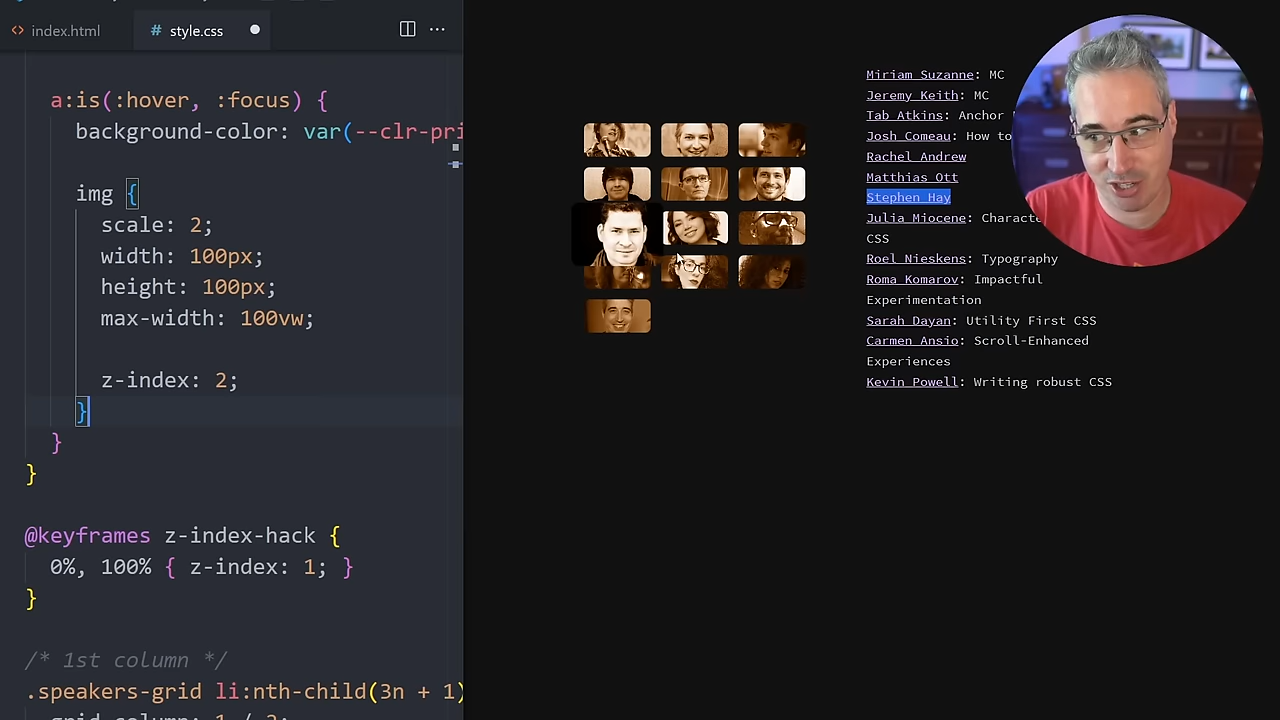 index.html
# style.css
a:is(:hover, :focus) {
background-color: var(--clr-pri
img {
scale: 2;
width: 100px;
height: 100px;
max-width: 100vw;
z-index: 2;
}
}
}
@keyframes z-index-hack {
0%, 100% { z-index: 1; }
}
/* 1st column */
.speakers-grid li:nth-child(3n + 1)
grid-column: 1 / 2;
Miriam Suzanne: MC
Jeremy Keith: MC
Tab Atkins: Anchor
Josh Comeau: How to
Rachel Andrew
Matthias Ott
Stephen Hay
Julia Miocene: Characte
CSS
Roel Nieskens: Typography
Roma Komarov: Impactful
Experimentation
Sarah Dayan: Utility First CSS
Carmen Ansio: Scroll-Enhanced
Experiences
Kevin Powell: Writing robust CSS